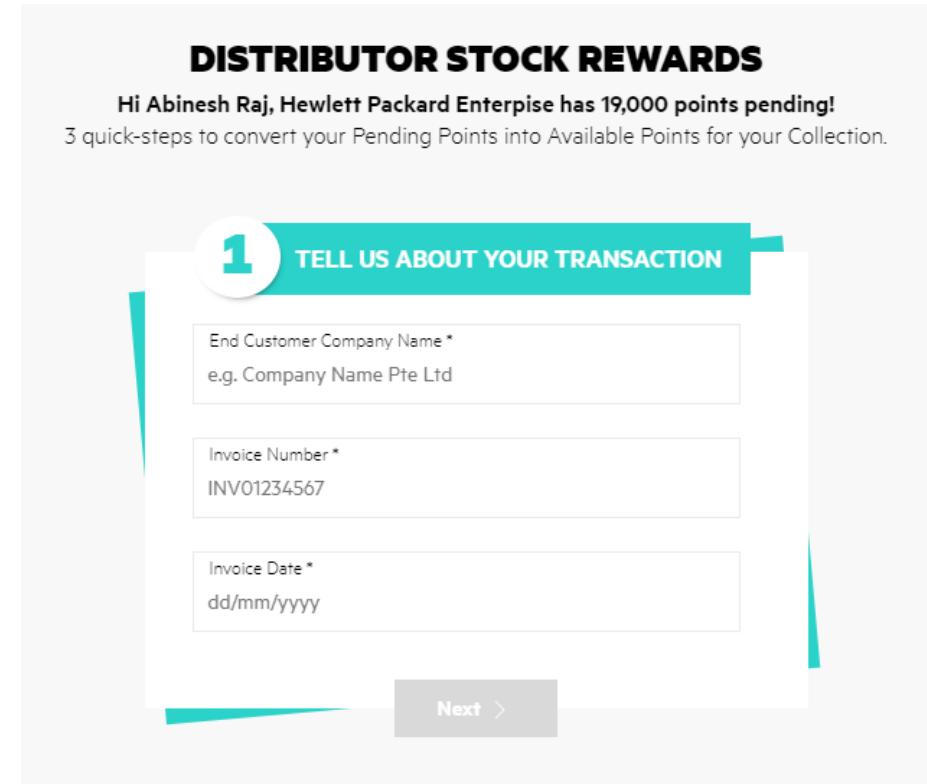 DISTRIBUTOR STOCK REWARDS
Hi Abinesh Raj, Hewlett Packard Enterpise has 19,000 points pending!
3 quick-steps to convert your Pending Points into Available Points for your Collection.
1 TELL US ABOUT YOUR TRANSACTION
End Customer Company Name *
e.g. Company Name Pte Ltd
Invoice Number *
INV01234567
Invoice Date *
dd/mm/yyyy
Next